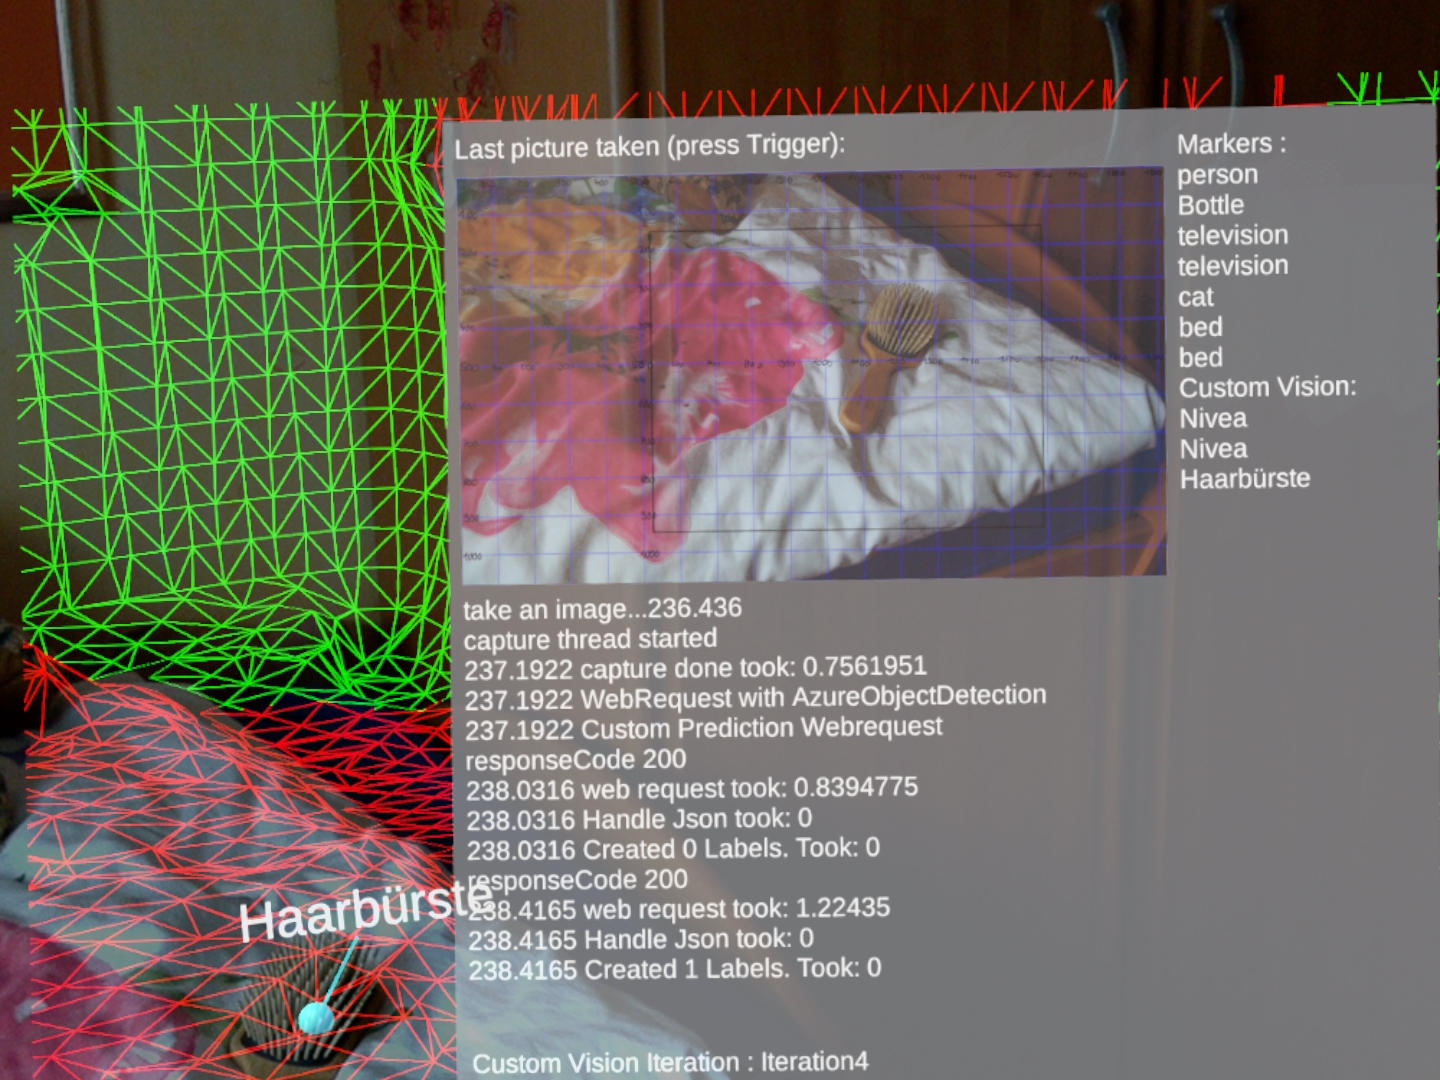 Last picture taken (press Trigger):
take an image...236.436
capture thread started
237.1922 capture done took: 0.7561951
237.1922 WebRequest with AzureObjectDetection
237.1922 Custom Prediction Webrequest
responseCode 200
238.0316 web request took: 0.8394775
238.0316 Handle Json took: 0
238.0316 Created 0 Labels. Took: 0
responseCode 200
238.4165 web request took: 1.22435
238.4165 Handle Json took: 0
238.4165 Created 1 Labels. Took: 0
Custom Vision Iteration : Iteration4
Markers :
person
Bottle
television
television
cat
bed
bed
Custom Vision:
Nivea
Nivea
Haarbürste
Haarbürste